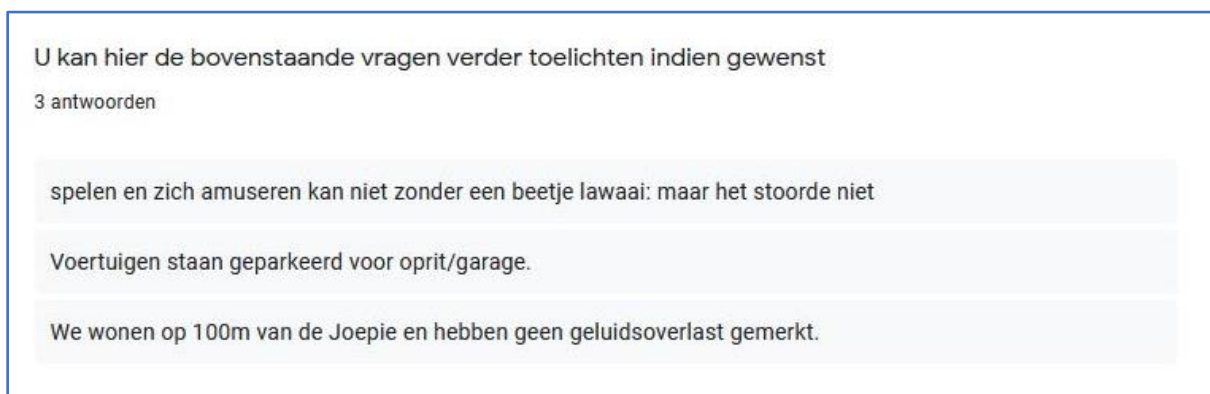 U kan hier de bovenstaande vragen verder toelichten indien gewenst
3 antwoorden
spelen en zich amuseren kan niet zonder een beetje lawaai: maar het stoorde niet
Voertuigen staan geparkeerd voor oprit/garage.
We wonen op 100m van de Joepie en hebben geen geluidsoverlast gemerkt.